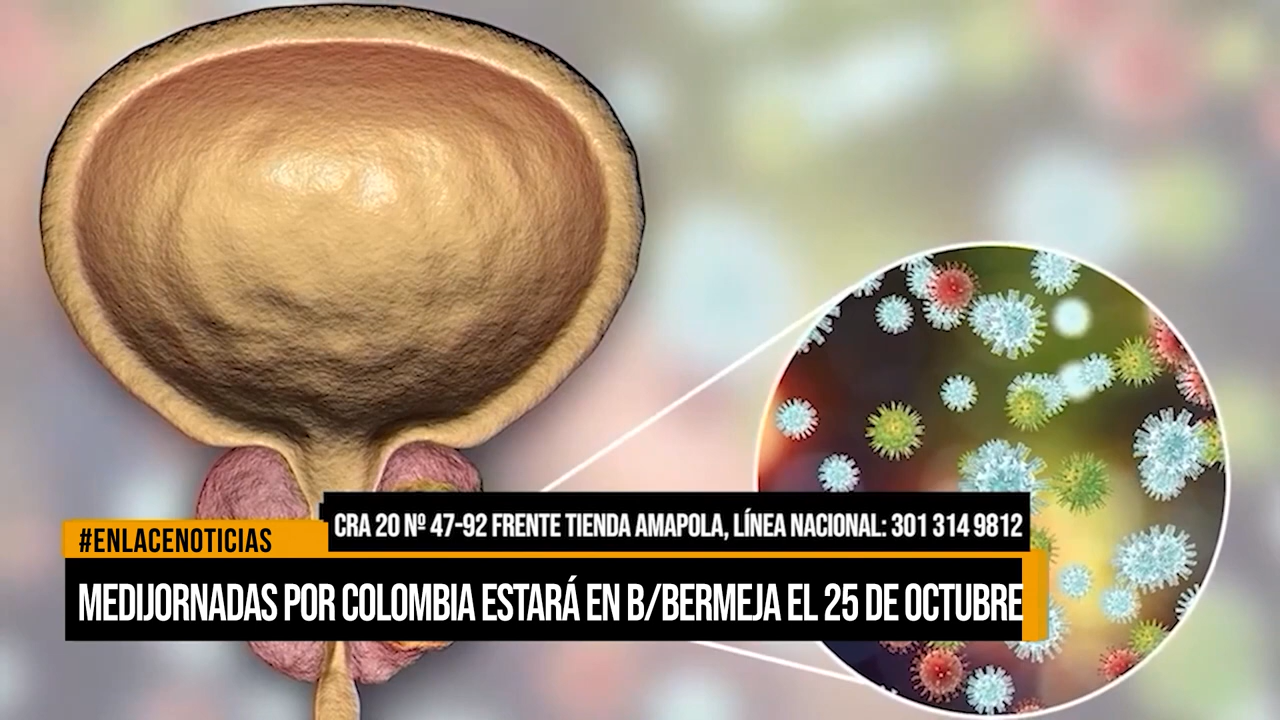 CRA 20 Nº 47-92 FRENTE TIENDA AMAPOLA, LÍNEA NACIONAL: 301 314 9812
#ENLACENOTICIAS
MEDIJORNADAS POR COLOMBIA ESTARÁ EN B/BERMEJA EL 25 DE OCTUBRE